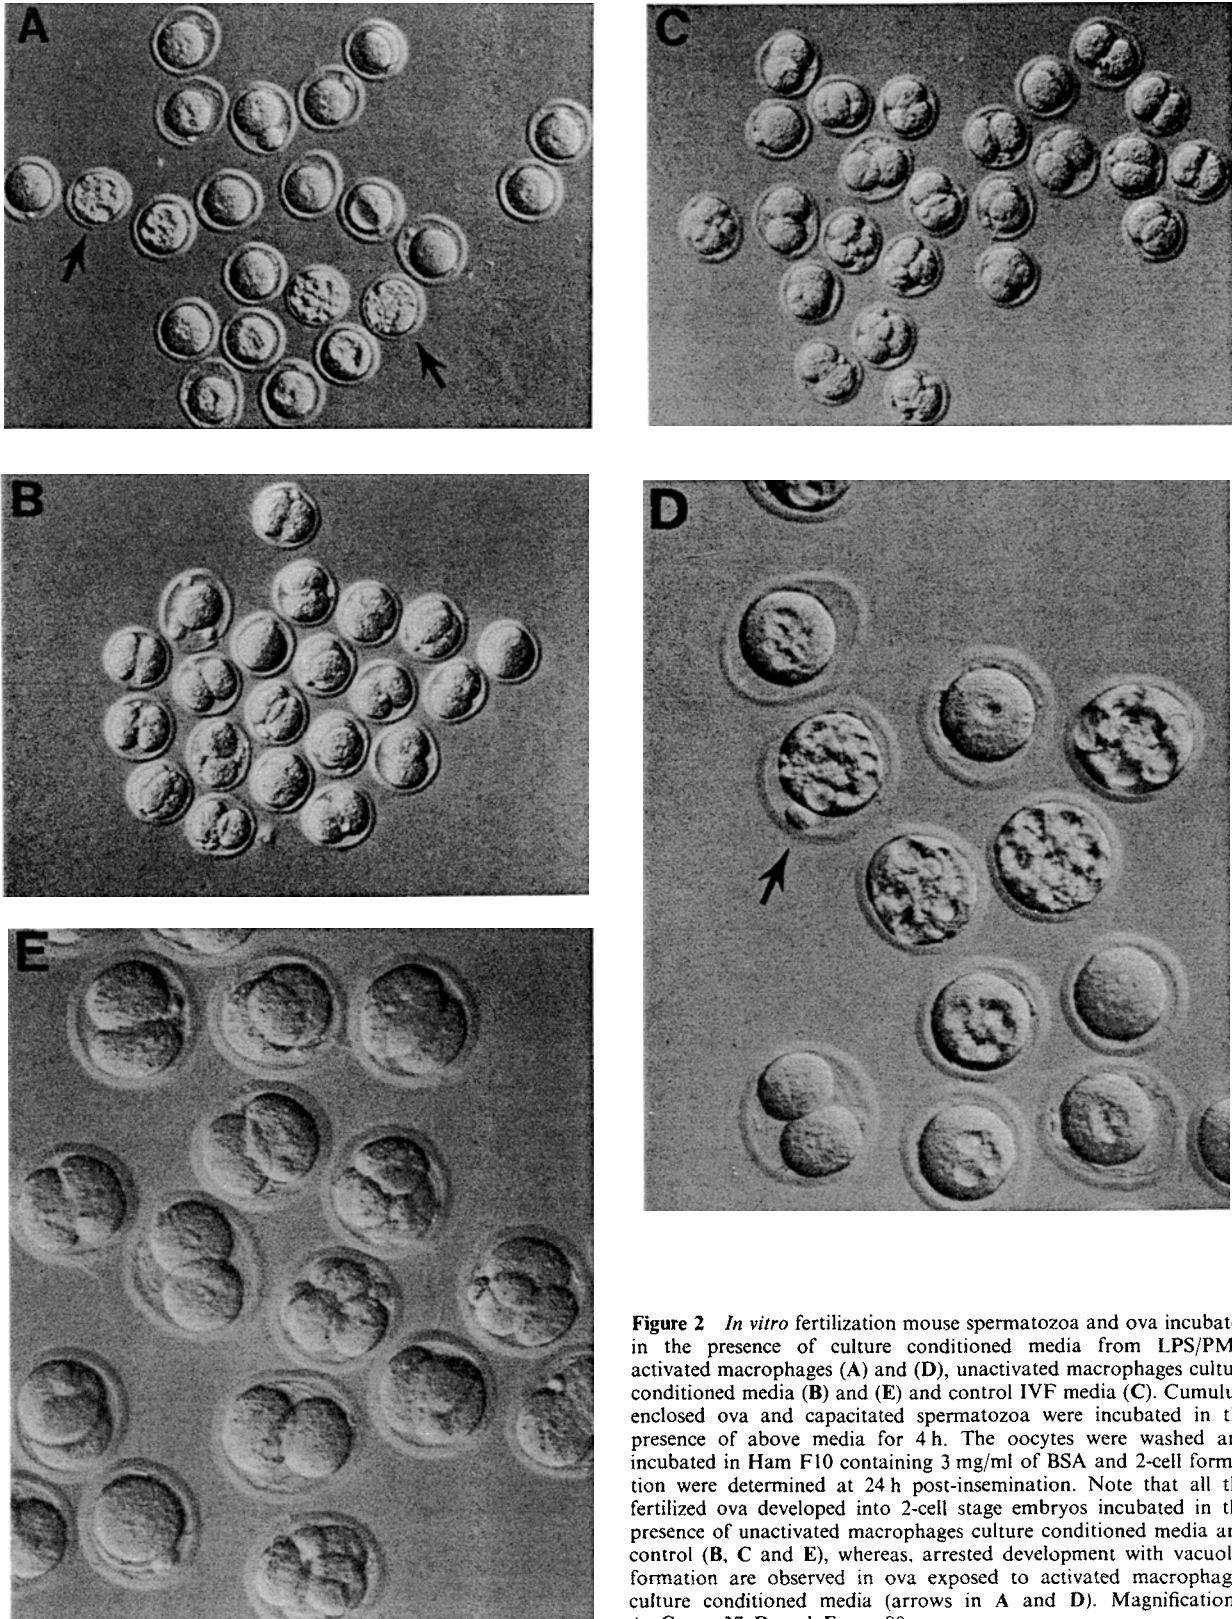 A
C
B
D
E
Figure 2 In vitro fertilization mouse spermatozoa and ova incubat
in the presence of culture conditioned media from LPS/PM
activated macrophages (A) and (D), unactivated macrophages cultu
conditioned media (B) and (E) and control IVF media (C). Cumul
enclosed ova and capacitated spermatozoa were incubated in t
presence of above media for 4 h. The oocytes were washed a
incubated in Ham F10 containing 3 mg/ml of BSA and 2-cell form
tion were determined at 24 h post-insemination. Note that all t
fertilized ova developed into 2-cell stage embryos incubated in t
presence of unactivated macrophages culture conditioned media a
control (B, C and E), whereas, arrested development with vacuol
formation are observed in ova exposed to activated macrophag
culture conditioned media (arrows in A and D). Magnification